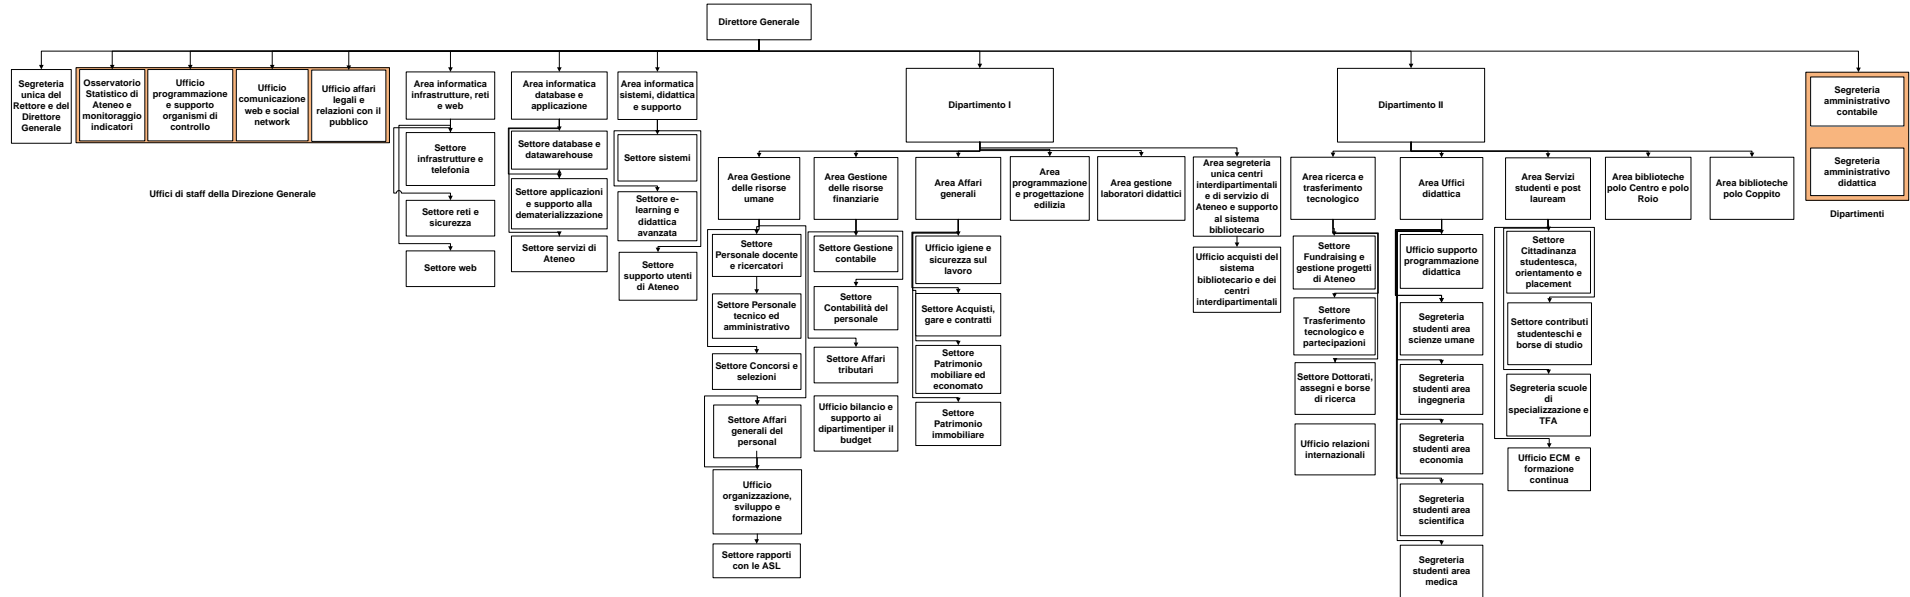 Direttore Generale
Segreteria
unica del
Rettore e del
Direttore
Generale
Osservatorio
Statistico di
Ateneo e
monitoraggio
indicatori
Ufficio
programmazione
e supporto
organismi di
controllo
Ufficio
comunicazione
web e social
network
Ufficio affari
legali e
relazioni con il
pubblico
Uffici di staff della Direzione Generale
Area informatica
infrastrutture, reti
e web
Settore
infrastrutture e
telefonia
Settore reti e
sicurezza
Settore web
Area informatica
database e
applicazione
Settore database e
datawarehouse
Settore applicazioni
e supporto alla
dematerializzazione
Settore servizi di
Ateneo
Area informatica
sistemi, didattica
e supporto
Settore sistemi
Settore e-
learning e
didattica
avanzata
Settore
supporto utenti
di Ateneo
Dipartimento I
Area Gestione
delle risorse
umane
Settore
Personale docente
e ricercatori
Settore Personale
tecnico ed
amministrativo
Settore Concorsi e
selezioni
Settore Affari
generali del
personal
Ufficio
organizzazione,
sviluppo e
formazione
Settore rapporti
con le ASL
Area Gestione
delle risorse
finanziarie
Settore Gestione
contabile
Settore
Contabilità del
personale
Settore Affari
tributari
Ufficio bilancio e
supporto ai
dipartimentiper il
budget
Area Affari
generali
Ufficio igiene e
sicurezza sul
lavoro
Settore Acquisti,
gare e contratti
Settore
Patrimonio
mobiliare ed
economato
Settore
Patrimonio
immobiliare
Area
programmazione
e progettazione
edilizia
Area gestione
laboratori didattici
Area segreteria
unica centri
interdipartimentali
e di servizio di
Ateneo e supporto
al sistema
bibliotecario
Ufficio acquisti del
sistema
bibliotecario e dei
centri
interdipartimentali
Dipartimento II
Area ricerca e
trasferimento
tecnologico
Settore
Fundraising e
gestione progetti
di Ateneo
Settore
Trasferimento
tecnologico e
partecipazioni
Settore Dottorati,
assegni e borse
di ricerca
Ufficio relazioni
internazionali
Area Uffici
didattica
Ufficio supporto
programmazione
didattica
Segreteria
studenti area
scienze umane
Segreteria
studenti area
ingegneria
Segreteria
studenti area
economia
Segreteria
studenti area
scientifica
Segreteria
studenti area
medica
Area Servizi
studenti e post
lauream
Settore
Cittadinanza
studentesca,
orientamento e
placement
Settore contributi
studenteschi e
borse di studio
Segreteria scuole
di
specializzazione e
TFA
Ufficio ECM e
formazione
continua
Area biblioteche
polo Centro e polo
Roio
Area biblioteche
polo Coppito
Segreteria
amministrativo
contabile
Segreteria
amministrativo
didattica
Dipartimenti